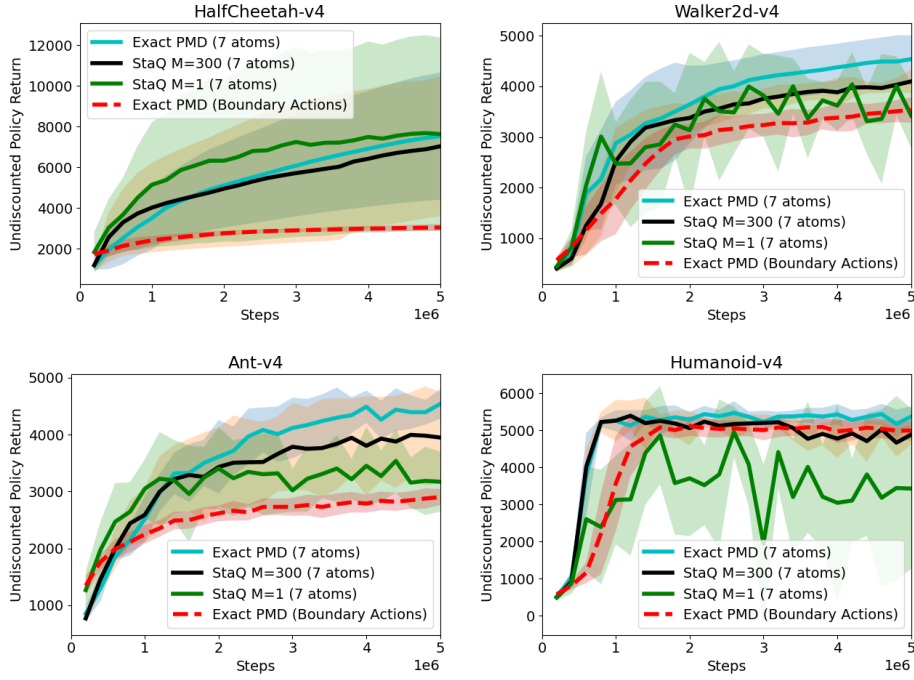 HalfCheetah-v4
Undiscounted Policy Return
12000
10000
8000
6000
4000
2000
Exact PMD (7 atoms)
StaQ M=300 (7 atoms)
StaQ M=1 (7 atoms)
Exact PMD (Boundary Actions)
0 1 2 3 4 5
Steps
1e6
Walker2d-v4
Undiscounted Policy Return
5000
4000
3000
2000
1000
Exact PMD (7 atoms)
StaQ M=300 (7 atoms)
StaQ M=1 (7 atoms)
Exact PMD (Boundary Actions)
0 1 2 3 4 5
Steps
1e6
Ant-v4
Undiscounted Policy Return
5000
4000
3000
2000
1000
Exact PMD (7 atoms)
StaQ M=300 (7 atoms)
StaQ M=1 (7 atoms)
Exact PMD (Boundary Actions)
0 1 2 3 4 5
Steps
1e6
Humanoid-v4
Undiscounted Policy Return
6000
5000
4000
3000
2000
1000
0
Exact PMD (7 atoms)
StaQ M=300 (7 atoms)
StaQ M=1 (7 atoms)
Exact PMD (Boundary Actions)
0 1 2 3 4 5
Steps
1e6